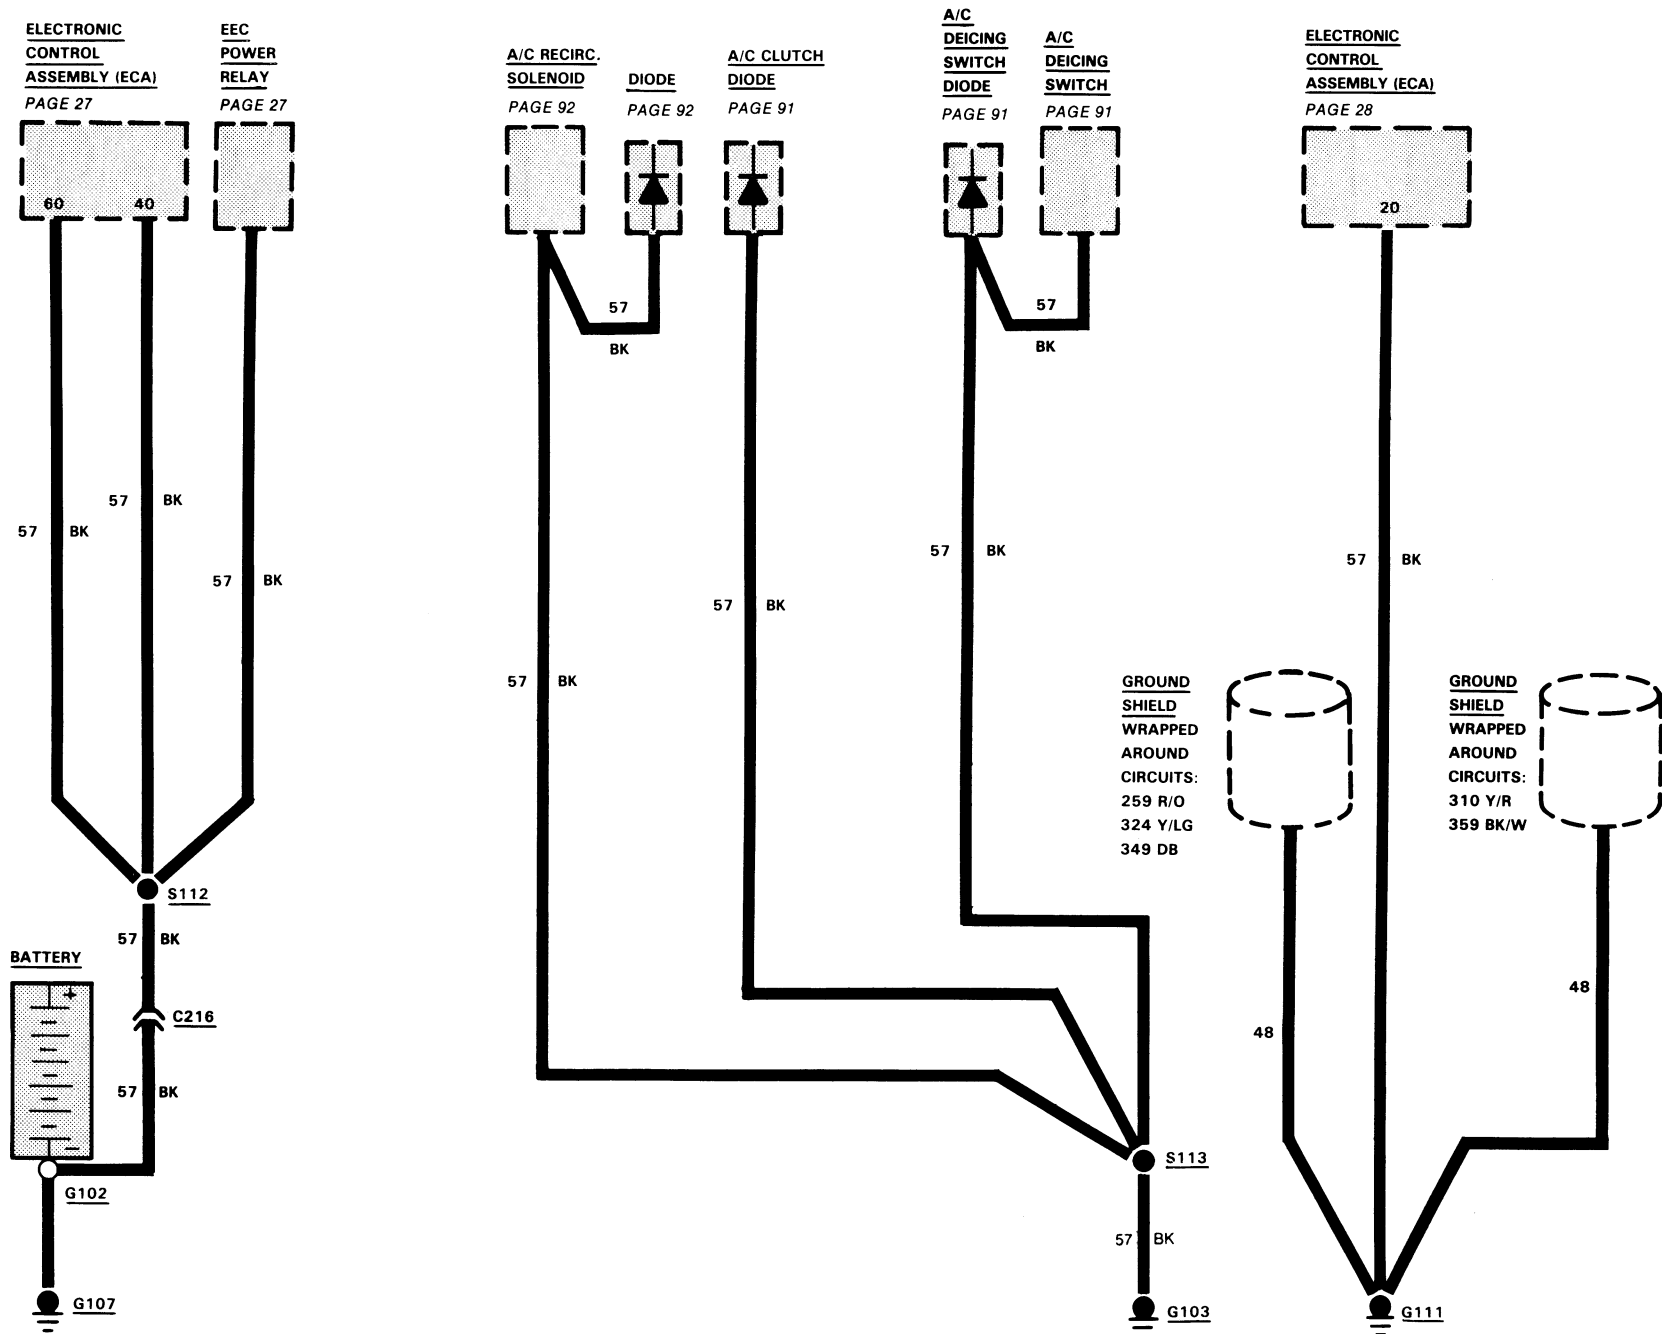 ELECTRONIC
CONTROL
ASSEMBLY (ECA)
PAGE 27
60
40
EEC
POWER
RELAY
PAGE 27
A/C RECIRC.
SOLENOID
PAGE 92
DIODE
PAGE 92
A/C CLUTCH
DIODE
PAGE 91
A/C
DEICING
SWITCH
DIODE
PAGE 91
A/C
DEICING
SWITCH
PAGE 91
ELECTRONIC
CONTROL
ASSEMBLY (ECA)
PAGE 28
20
57
BK
57
BK
57 BK
57 BK
57 BK
57 BK
57 BK
57 BK
57 BK
GROUND
SHIELD
WRAPPED
AROUND
CIRCUITS:
259 R/O
324 Y/LG
349 DB
GROUND
SHIELD
WRAPPED
AROUND
CIRCUITS:
310 Y/R
359 BK/W
S112
57 BK
BATTERY
+
C216
48
48
57 BK
-
S113
G102
57 BK
G107
G103
G111